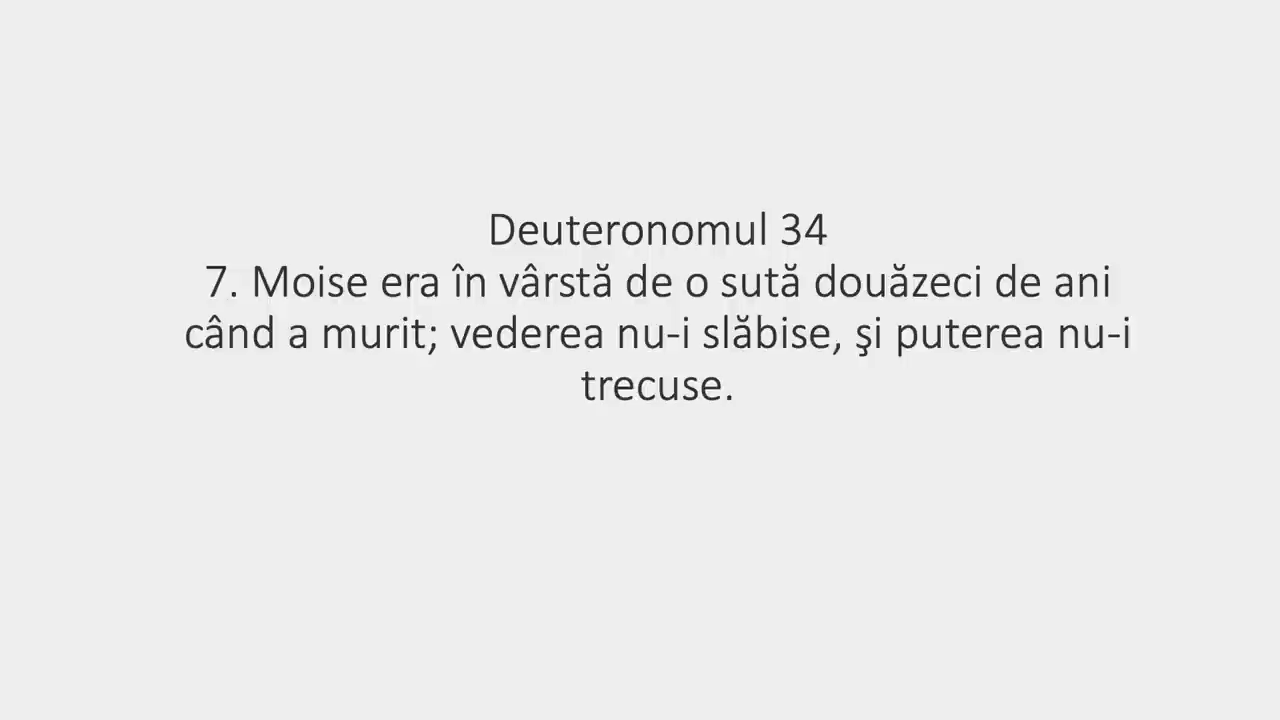 Deuteronomul 34
7. Moise era în vârstă de o sută douăzeci de ani
când a murit; vederea nu-i slăbise, şi puterea nu-i
trecuse.